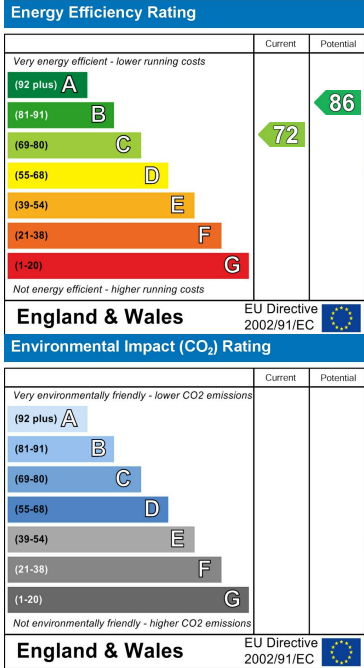 Energy Efficiency Rating
Current Potential
Very energy efficient - lower running costs
(92 plus) A
(81-91) B
(69-80) C
(55-68) D
(39-54) E
(21-38) F
(1-20) G
72
86
Not energy efficient - higher running costs
England & Wales
EU Directive
2002/91/EC
Environmental Impact (CO₂) Rating
Current Potential
Very environmentally friendly - lower CO2 emissions
(92 plus) A
(81-91) B
(69-80) C
(55-68) D
(39-54) E
(21-38) F
(1-20) G
Not environmentally friendly - higher CO2 emissions
England & Wales
EU Directive
2002/91/EC